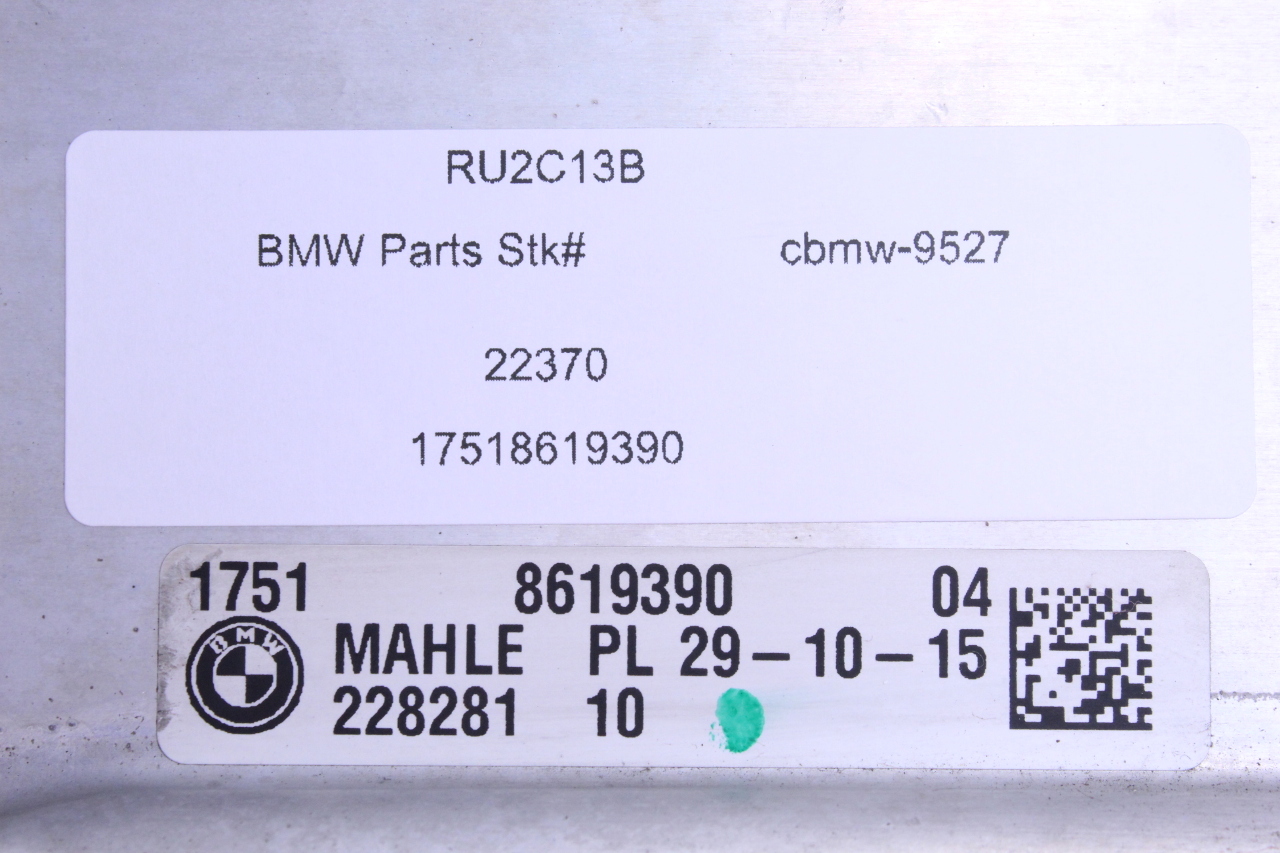 RU2C13B
BMW Parts Stk# cbmw-9527
22370
17518619390
1751 8619390 04
BMW MAHLE PL 29-10-15
228281 10